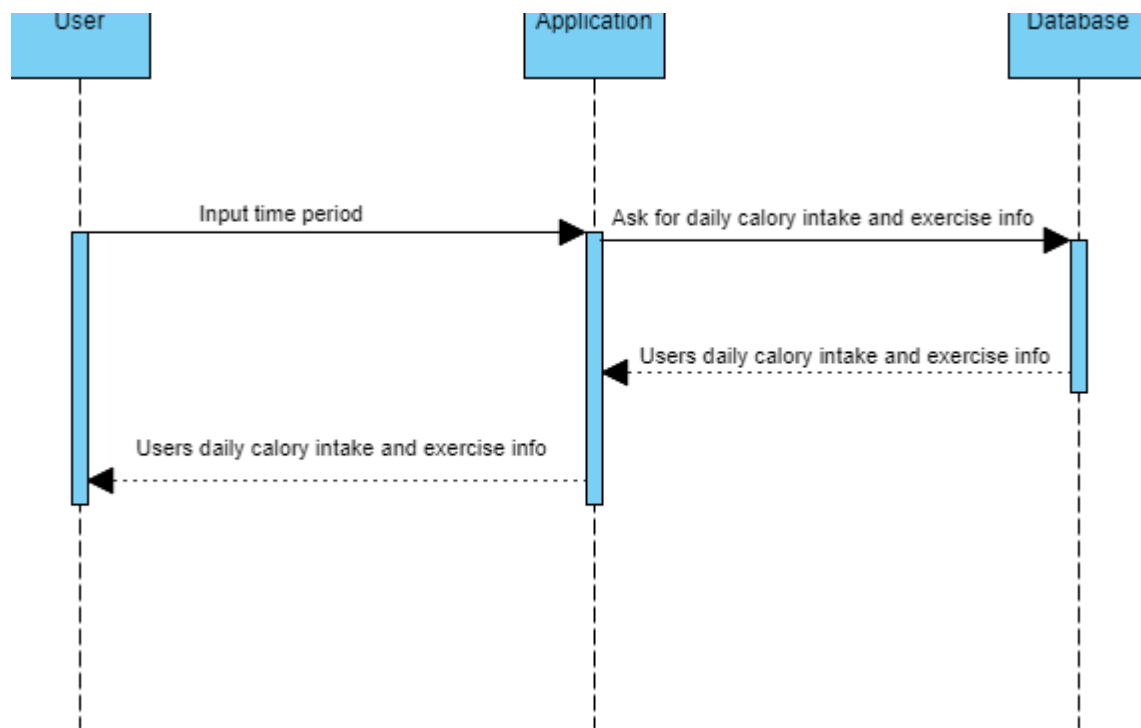 User
Application
Database
Input time period
Ask for daily calory intake and exercise info
Users daily calory intake and exercise info
Users daily calory intake and exercise info